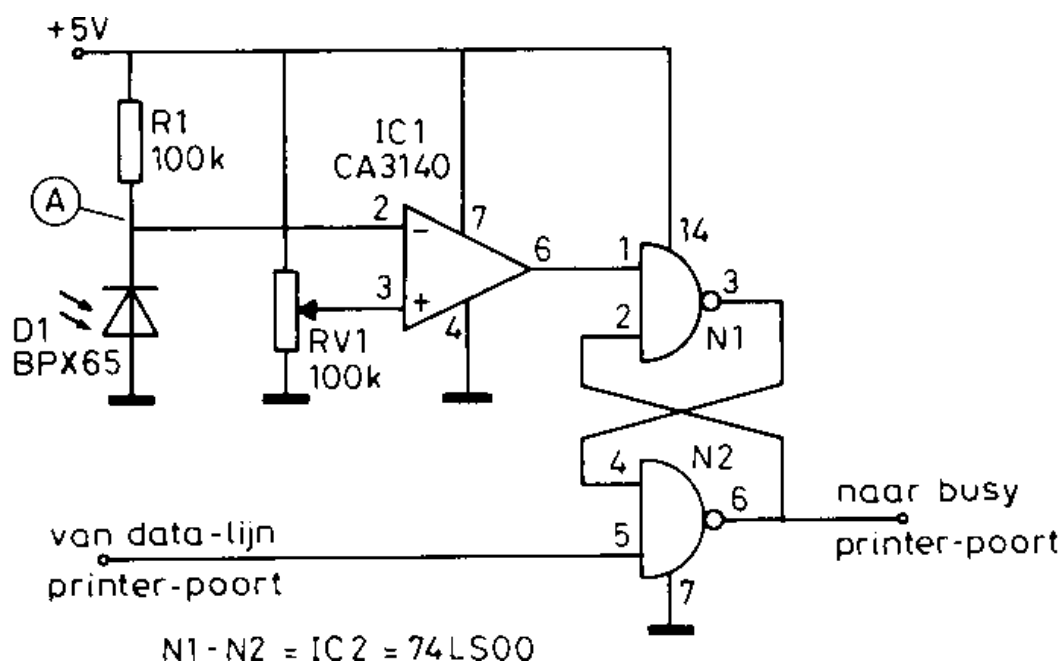 +5V
R1
100k
IC1
CA3140
A
2
-
7
6
1
14
3
3
+
4
2
N1
D1
BPX65
RV1
100k
4
N2
6
5
7
van data-lijn
printer-poort
naar busy
printer-poort
N1-N2 = IC2 = 74LS00